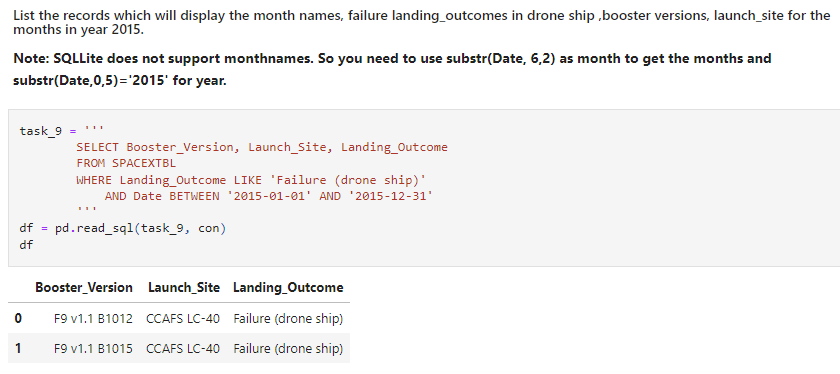 List the records which will display the month names, failure landing_outcomes in drone ship ,booster versions, launch_site for the
months in year 2015.
Note: SQLLite does not support monthnames. So you need to use substr(Date, 6,2) as month to get the months and
substr(Date,0,5)='2015' for year.
task_9 = '''
SELECT Booster_Version, Launch_Site, Landing_Outcome
FROM SPACEXTBL
WHERE Landing_Outcome LIKE 'Failure (drone ship)'
AND Date BETWEEN '2015-01-01' AND '2015-12-31'
'''
df = pd.read_sql(task_9, con)
df
Booster_Version Launch_Site Landing_Outcome
0 F9 v1.1 B1012 CCAFS LC-40 Failure (drone ship)
1 F9 v1.1 B1015 CCAFS LC-40 Failure (drone ship)